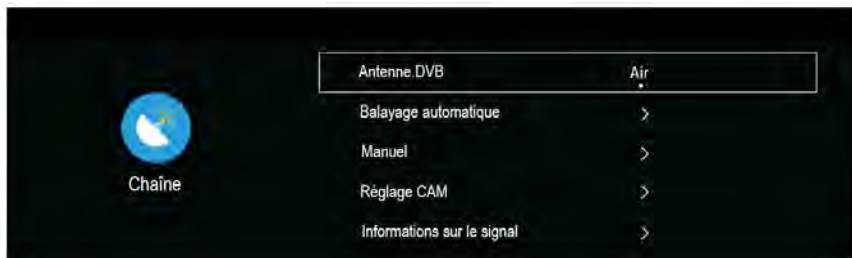 Antenne.DVB Air
Balayage automatique >
Manuel >
Chaîne
Réglage CAM >
Informations sur le signal >